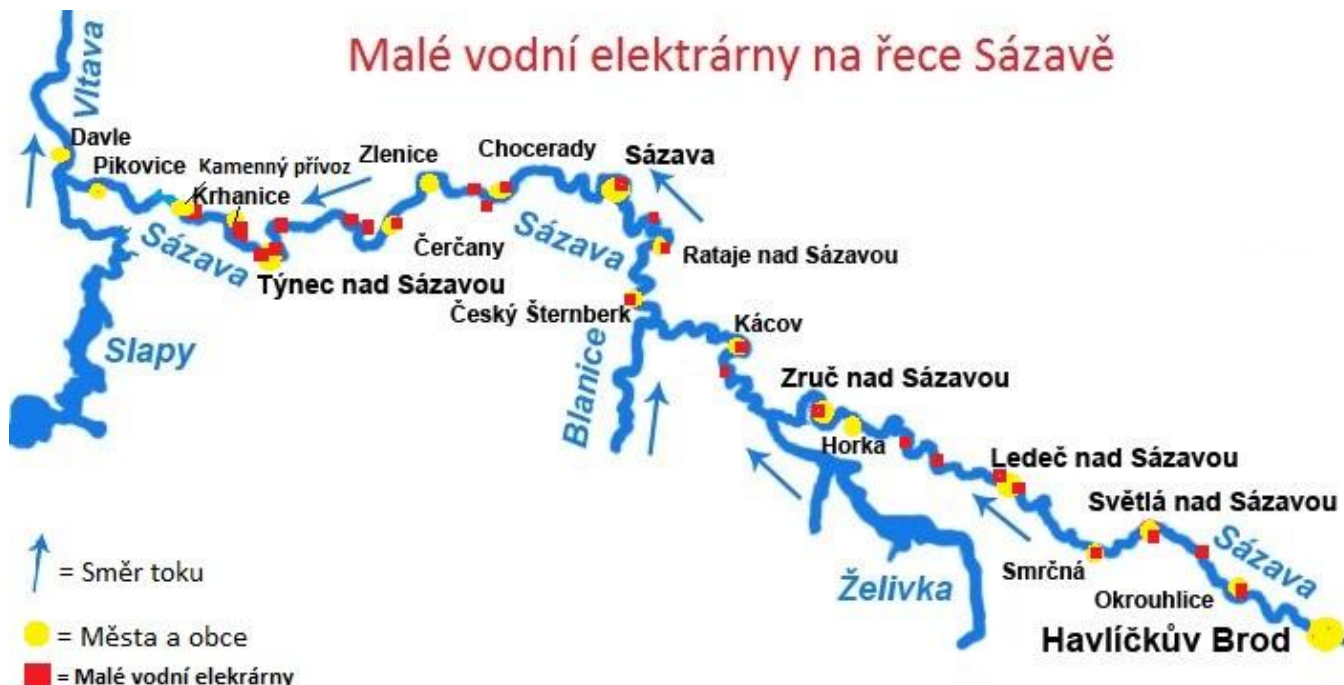 Malé vodní elektrárny na řece Sázavě
Vltava
Davle
Pikovice
Kamenný přívoz
Krhanice
Zlenice
Chocerady
Sázava
Sázava
Týnec nad Sázavou
Čerčany
Sázava
Rataje nad Sázavou
Český Šternberk
Slapy
Blanice
Kácov
Zruč nad Sázavou
Horka
Ledeč nad Sázavou
Světlá nad Sázavou
Sázava
Smrčná
Želivka
Okrouhlice
Havlíčkův Brod
= Směr toku
= Města a obce
= Malé vodní elekrárny